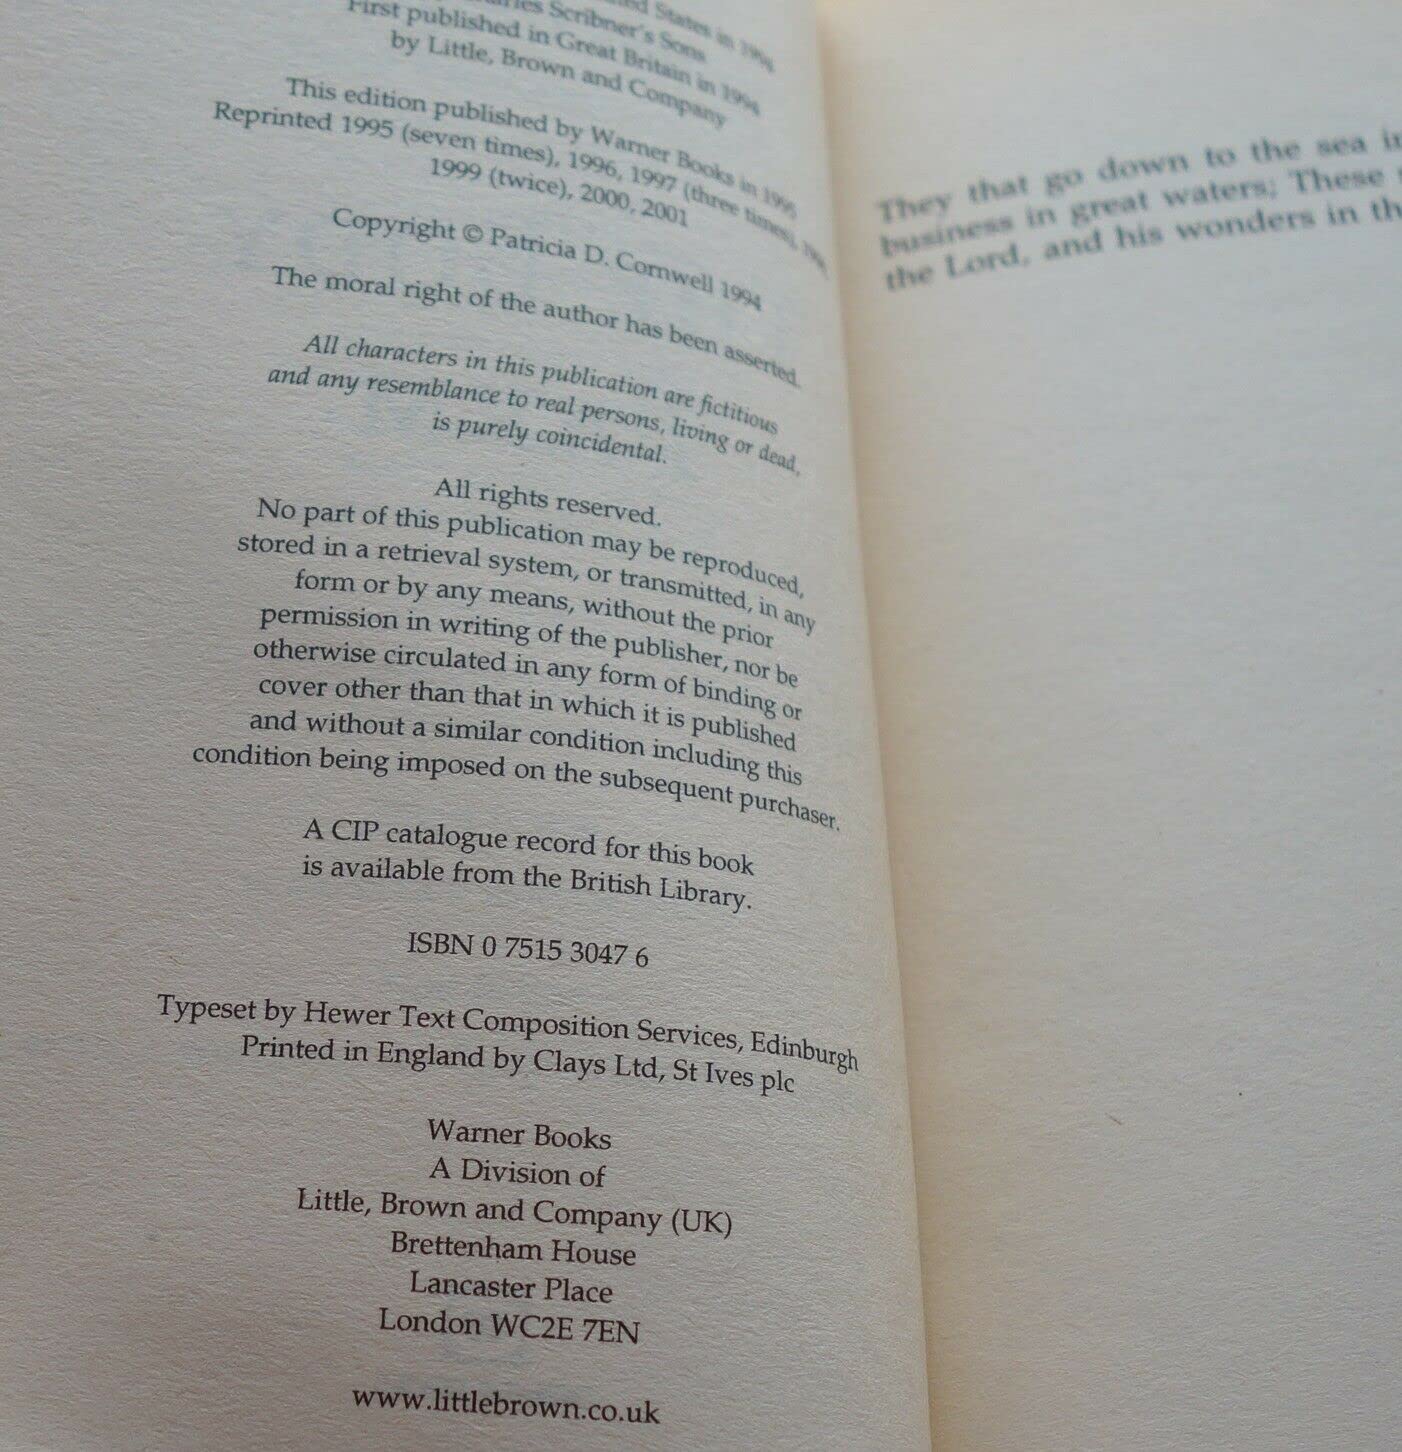 States in 1994
Scribner's Sons
First published in Great Britain in 1994
by Little, Brown and Company
This edition published by Warner Books in 1995
Reprinted 1995 (seven times), 1996, 1997 (three times),
1999 (twice), 2000, 2001
Copyright © Patricia D. Cornwell 1994
The moral right of the author has been asserted.
All characters in this publication are fictitious
and any resemblance to real persons, living or dead,
is purely coincidental.
All rights reserved.
No part of this publication may be reproduced,
stored in a retrieval system, or transmitted, in any
form or by any means, without the prior
permission in writing of the publisher, nor be
otherwise circulated in any form of binding or
cover other than that in which it is published
and without a similar condition including this
condition being imposed on the subsequent purchaser.
A CIP catalogue record for this book
is available from the British Library.
ISBN 0 7515 3047 6
Typeset by Hewer Text Composition Services, Edinburgh
Printed in England by Clays Ltd, St Ives plc
Warner Books
A Division of
Little, Brown and Company (UK)
Brettenham House
Lancaster Place
London WC2E 7EN
www.littlebrown.co.uk
They that go down to the sea
business in great waters; These
the Lord, and his wonders in